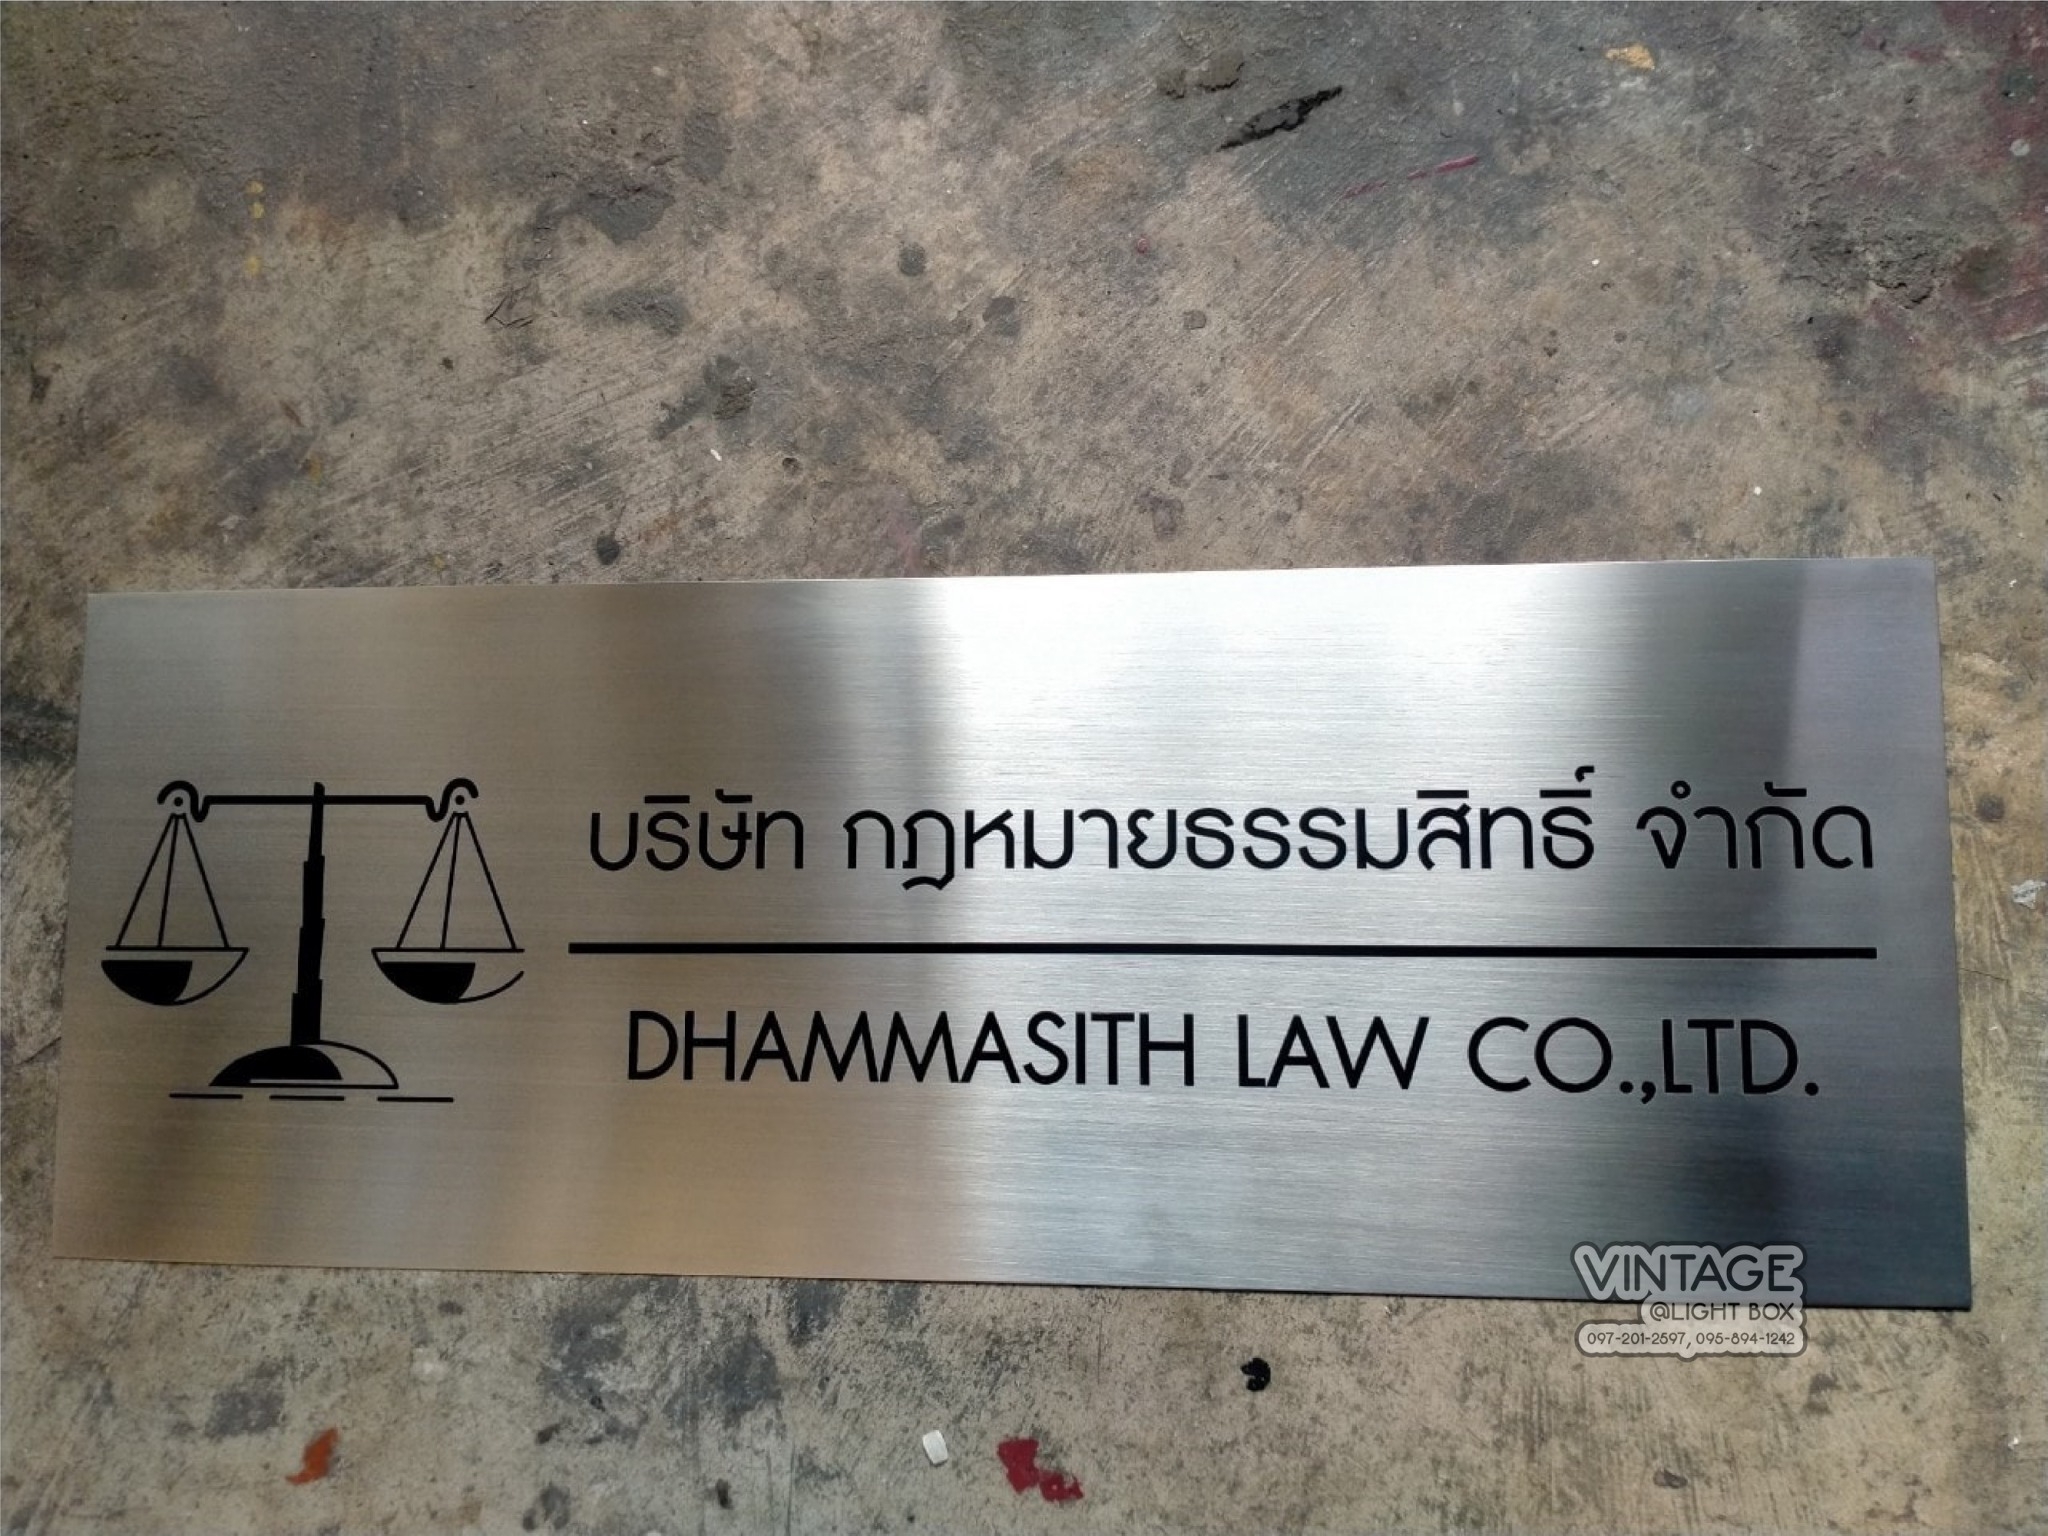 บริษัท กฎหมายธรรมสิทธิ์ จำกัด
DHAMMASITH LAW CO.,LTD.
VINTAGE
@LIGHT BOX
097-201-2597, 095-894-1242